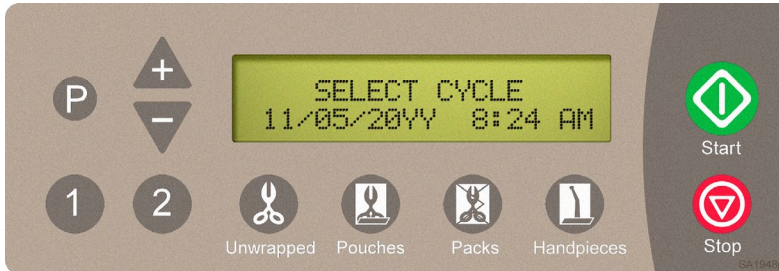 P
+
−
SELECT CYCLE
11/05/20YY 8:24 AM
Start
1
2
Unwrapped
Pouches
Packs
Handpieces
Stop
SA1948